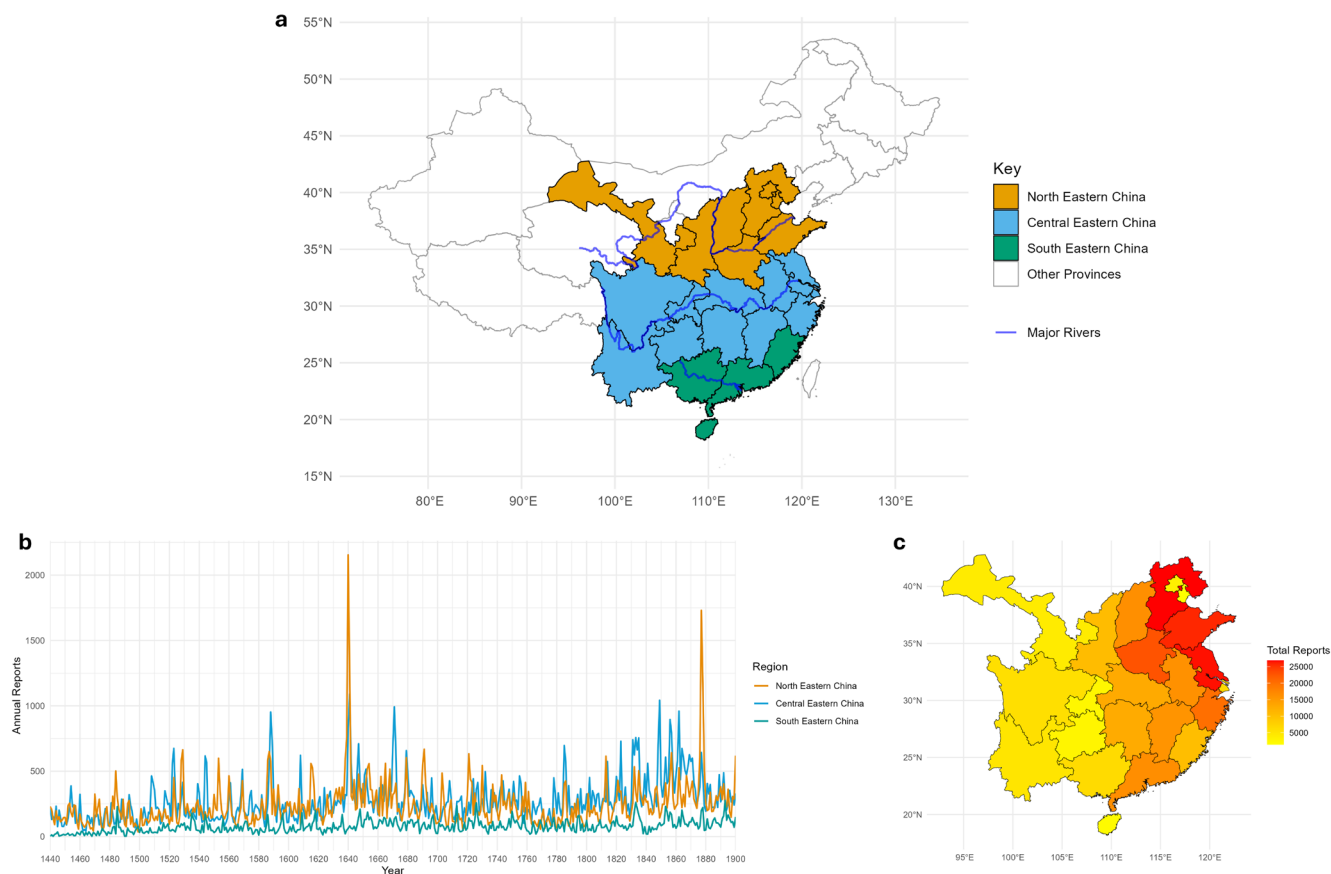 a
55°N
50°N
45°N
40°N
35°N
30°N
25°N
20°N
15°N
80°E 90°E 100°E 110°E 120°E 130°E
Key
North Eastern China
Central Eastern China
South Eastern China
Other Provinces
Major Rivers
b
Annual Reports
2000
1500
1000
500
0
1440 1460 1480 1500 1520 1540 1560 1580 1600 1620 1640 1660 1680 1700 1720 1740 1760 1780 1800 1820 1840 1860 1880 1900
Year
Region
North Eastern China
Central Eastern China
South Eastern China
c
40°N
35°N
30°N
25°N
20°N
95°E 100°E 105°E 110°E 115°E 120°E
Total Reports
25000
20000
15000
10000
5000